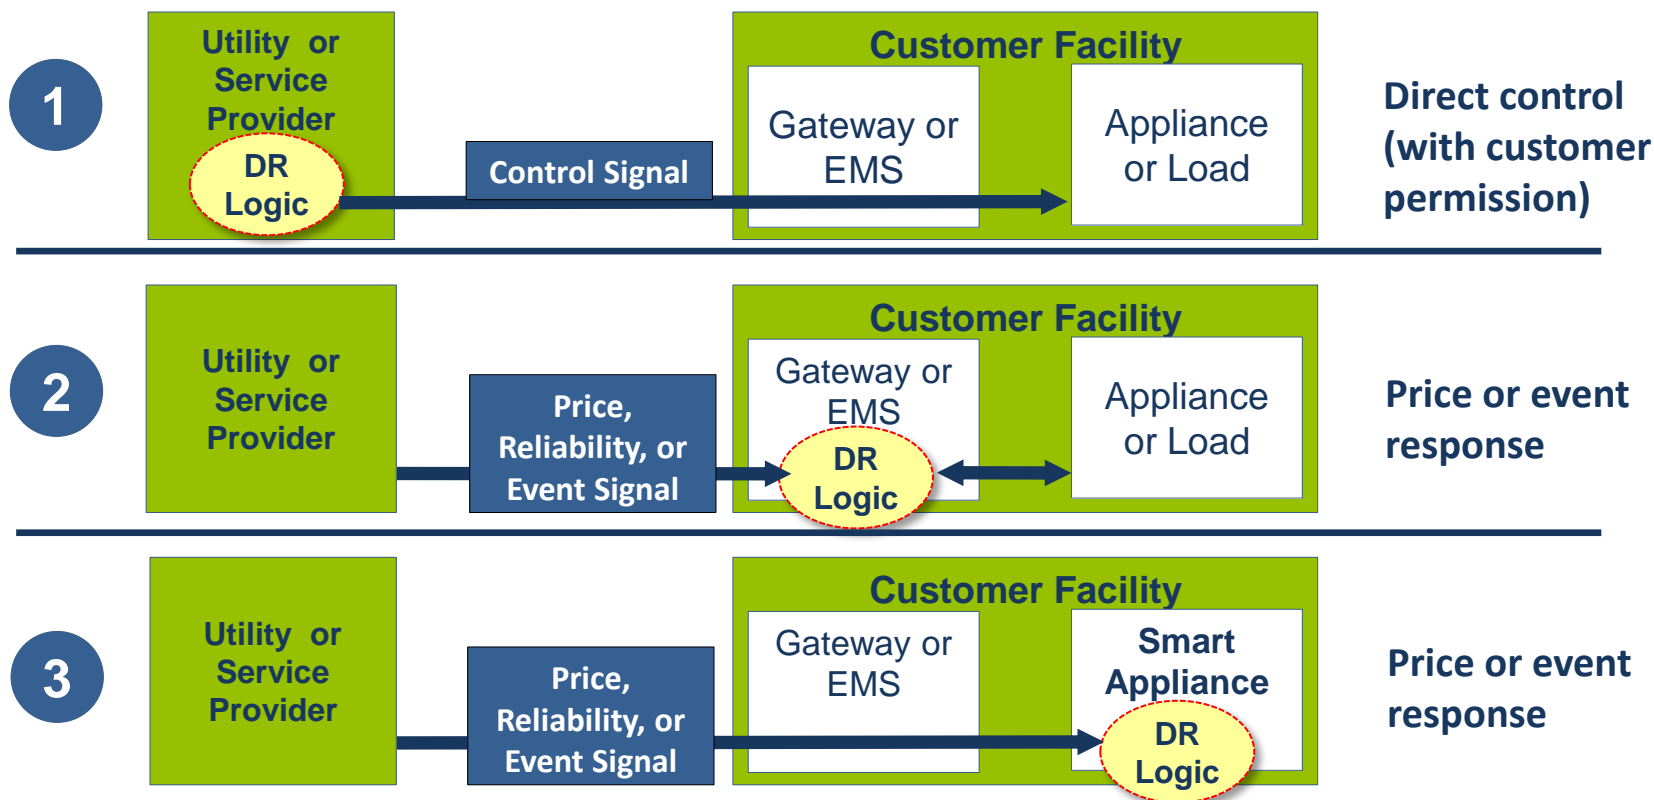 1
Utility or
Service
Provider
DR
Logic
Control Signal
Customer Facility
Gateway or
EMS
Appliance
or Load
Direct control
(with customer
permission)
2
Utility or
Service
Provider
Price,
Reliability, or
Event Signal
Customer Facility
Gateway or
EMS
DR
Logic
Appliance
or Load
Price or event
response
3
Utility or
Service
Provider
Price,
Reliability, or
Event Signal
Customer Facility
Gateway or
EMS
Smart
Appliance
DR
Logic
Price or event
response